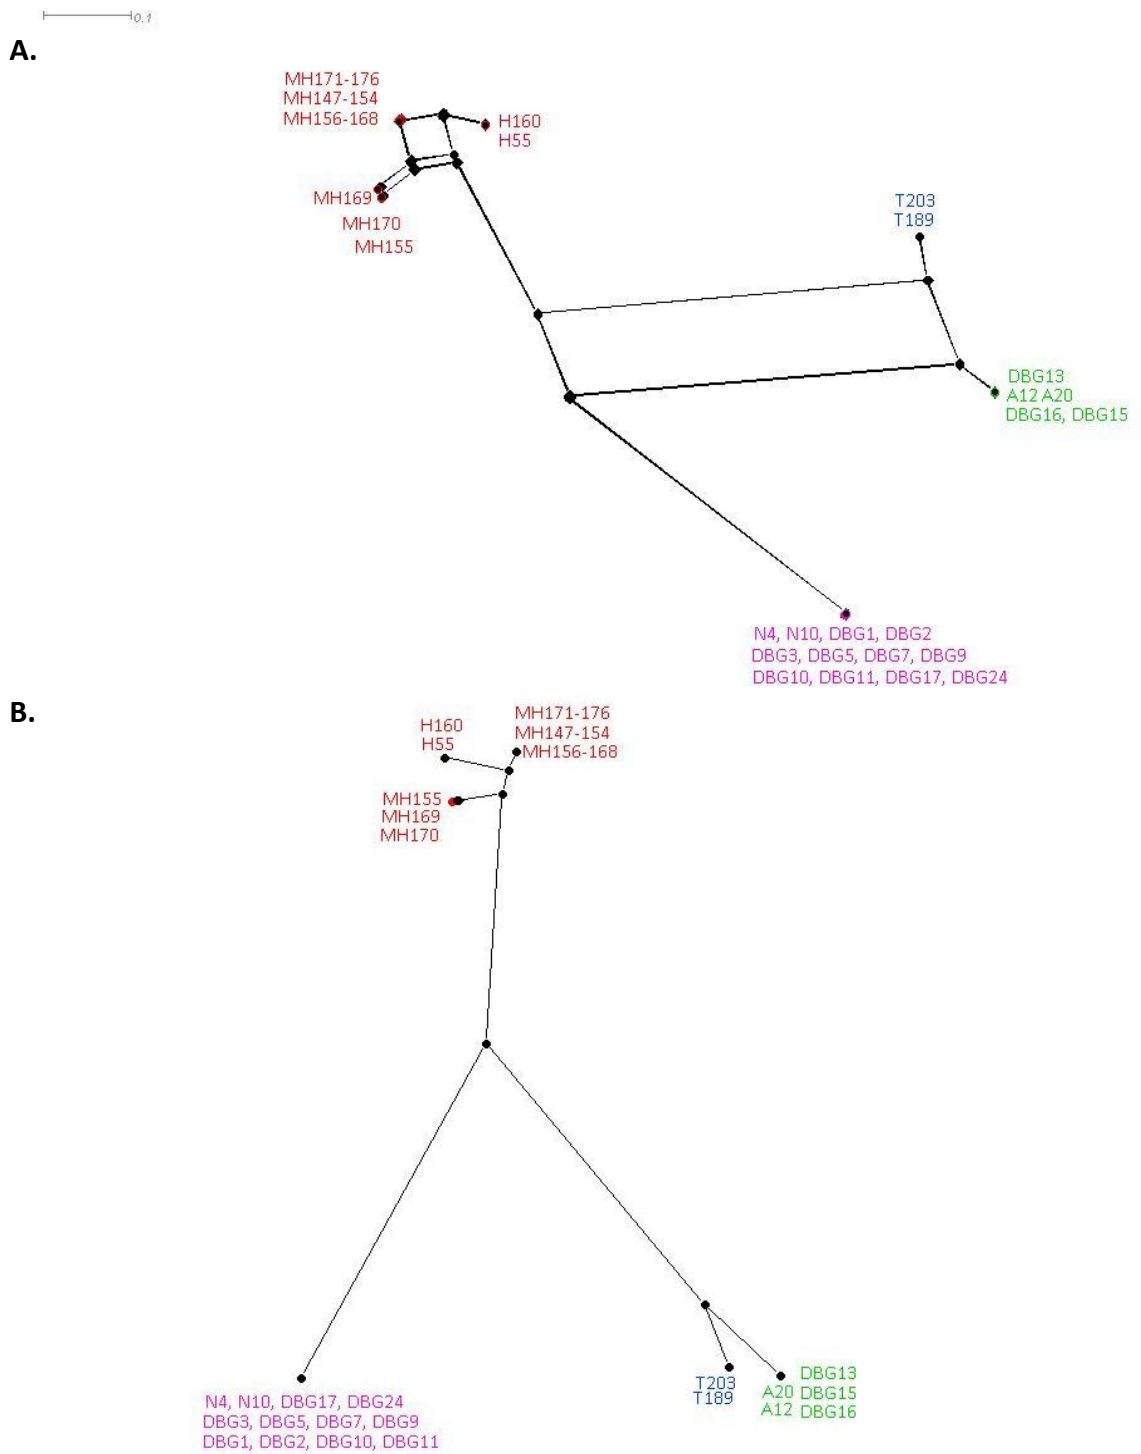 0.1
A.
MH171-176
MH147-154
MH156-168
H160
H55
MH169
MH170
MH155
T203
T189
DBG13
A12 A20
DBG16, DBG15
N4, N10, DBG1, DBG2
DBG3, DBG5, DBG7, DBG9
DBG10, DBG11, DBG17, DBG24
B.
MH171-176
MH147-154
MH156-168
H160
H55
MH155
MH169
MH170
N4, N10, DBG17, DBG24
DBG3, DBG5, DBG7, DBG9
DBG1, DBG2, DBG10, DBG11
T203
T189
A20
A12
DBG13
DBG15
DBG16